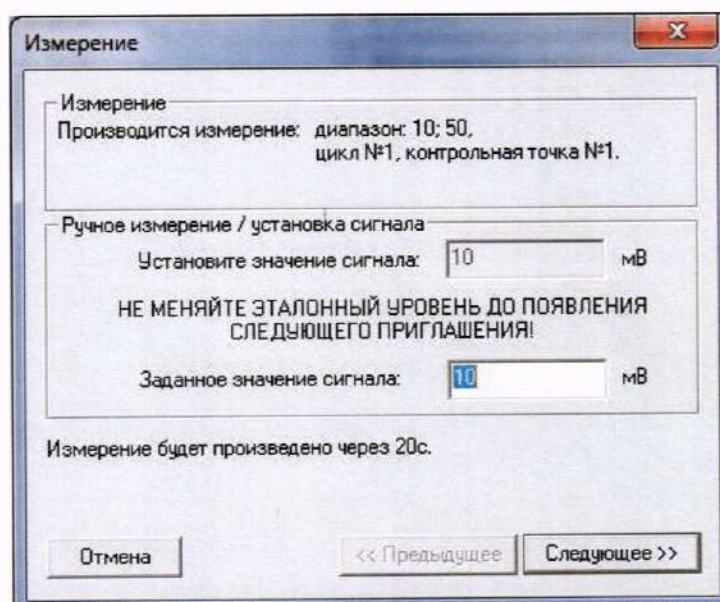 Измерение
Измерение
Производится измерение: диапазон: 10; 50,
цикл №1, контрольная точка №1.
Ручное измерение / установка сигнала
Установите значение сигнала: 10 мВ
НЕ МЕНЯЙТЕ ЭТАЛОННЫЙ УРОВЕНЬ ДО ПОЯВЛЕНИЯ
СЛЕДУЮЩЕГО ПРИГЛАШЕНИЯ!
Заданное значение сигнала: 10 мВ
Измерение будет произведено через 20с.
Отмена << Предыдущее Следующее >>